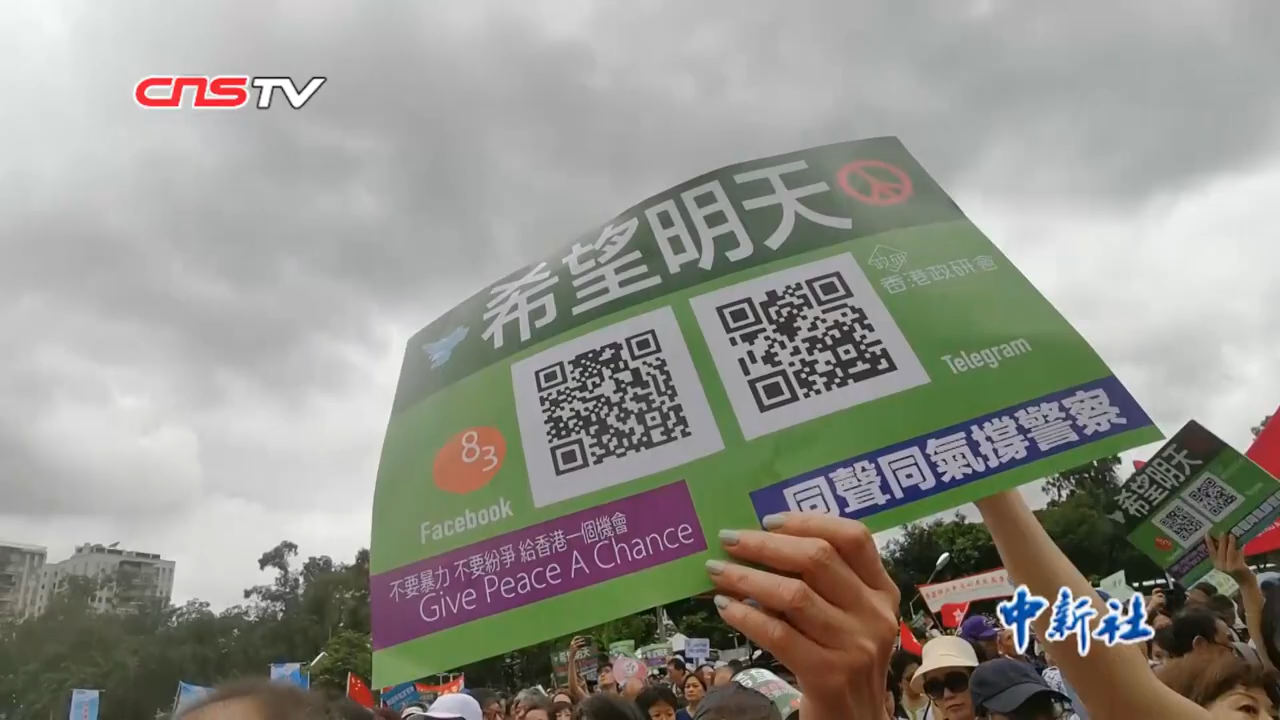 CNSTV
希望明天
香港政研會
Telegram
83
Facebook
同聲同氣撐警察
不要暴力 不要紛爭 給香港一個機會
Give Peace A Chance
希望明天
中新社